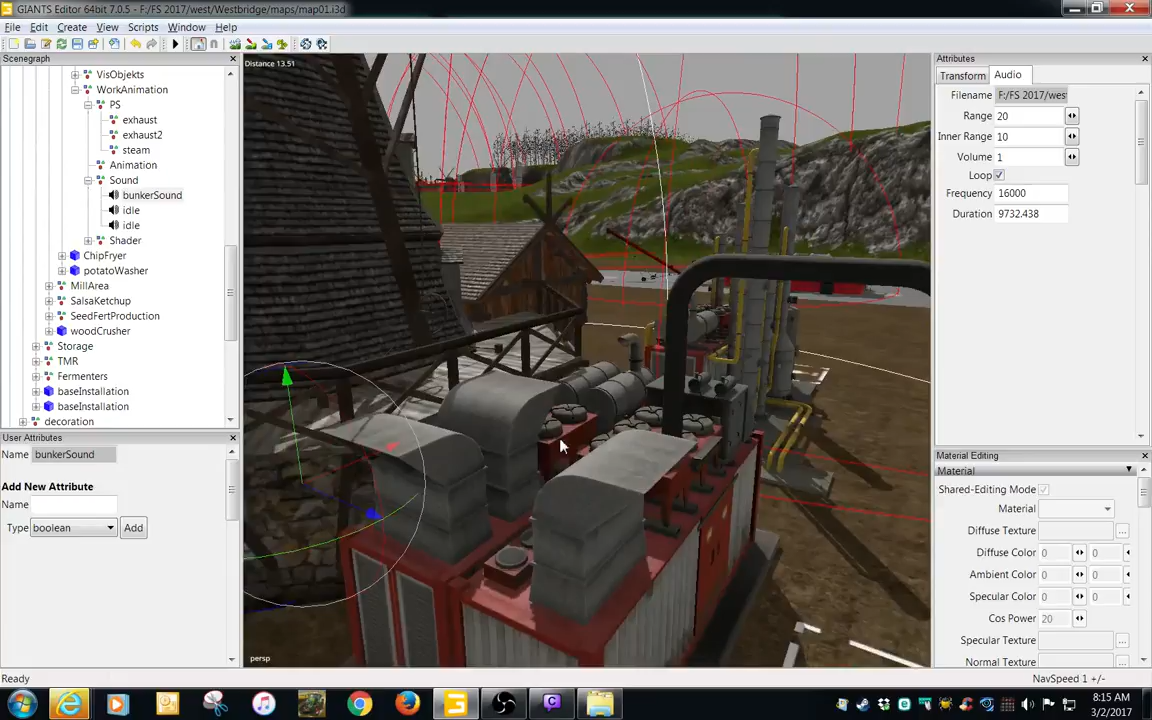 GIANTS Editor 64bit 7.0.5 - F:/FS 2017/west/Westbridge/maps/map01.i3d
File Edit Create View Scripts Window Help
Scenegraph
VisObjekts
WorkAnimation
PS
exhaust
exhaust2
steam
Animation
Sound
bunkerSound
idle
idle
Shader
ChipFryer
potatoWasher
MillArea
SalsaKetchup
SeedFertProduction
woodCrusher
Storage
TMR
Fermenters
baseInstallation
baseInstallation
decoration
User Attributes
Name bunkerSound
Add New Attribute
Name
Type boolean Add
Distance 13.51
persp
Attributes
Transform Audio
Filename F:/FS 2017/wes
Range 20
Inner Range 10
Volume 1
Loop
Frequency 16000
Duration 9732.438
Material Editing
Material
Shared-Editing Mode
Material
Diffuse Texture ...
Diffuse Color 0 0
Ambient Color 0 0
Specular Color 0 0
Cos Power 20
Specular Texture ...
Normal Texture ...
Ready
NavSpeed 1 +/-
8:15 AM
3/2/2017